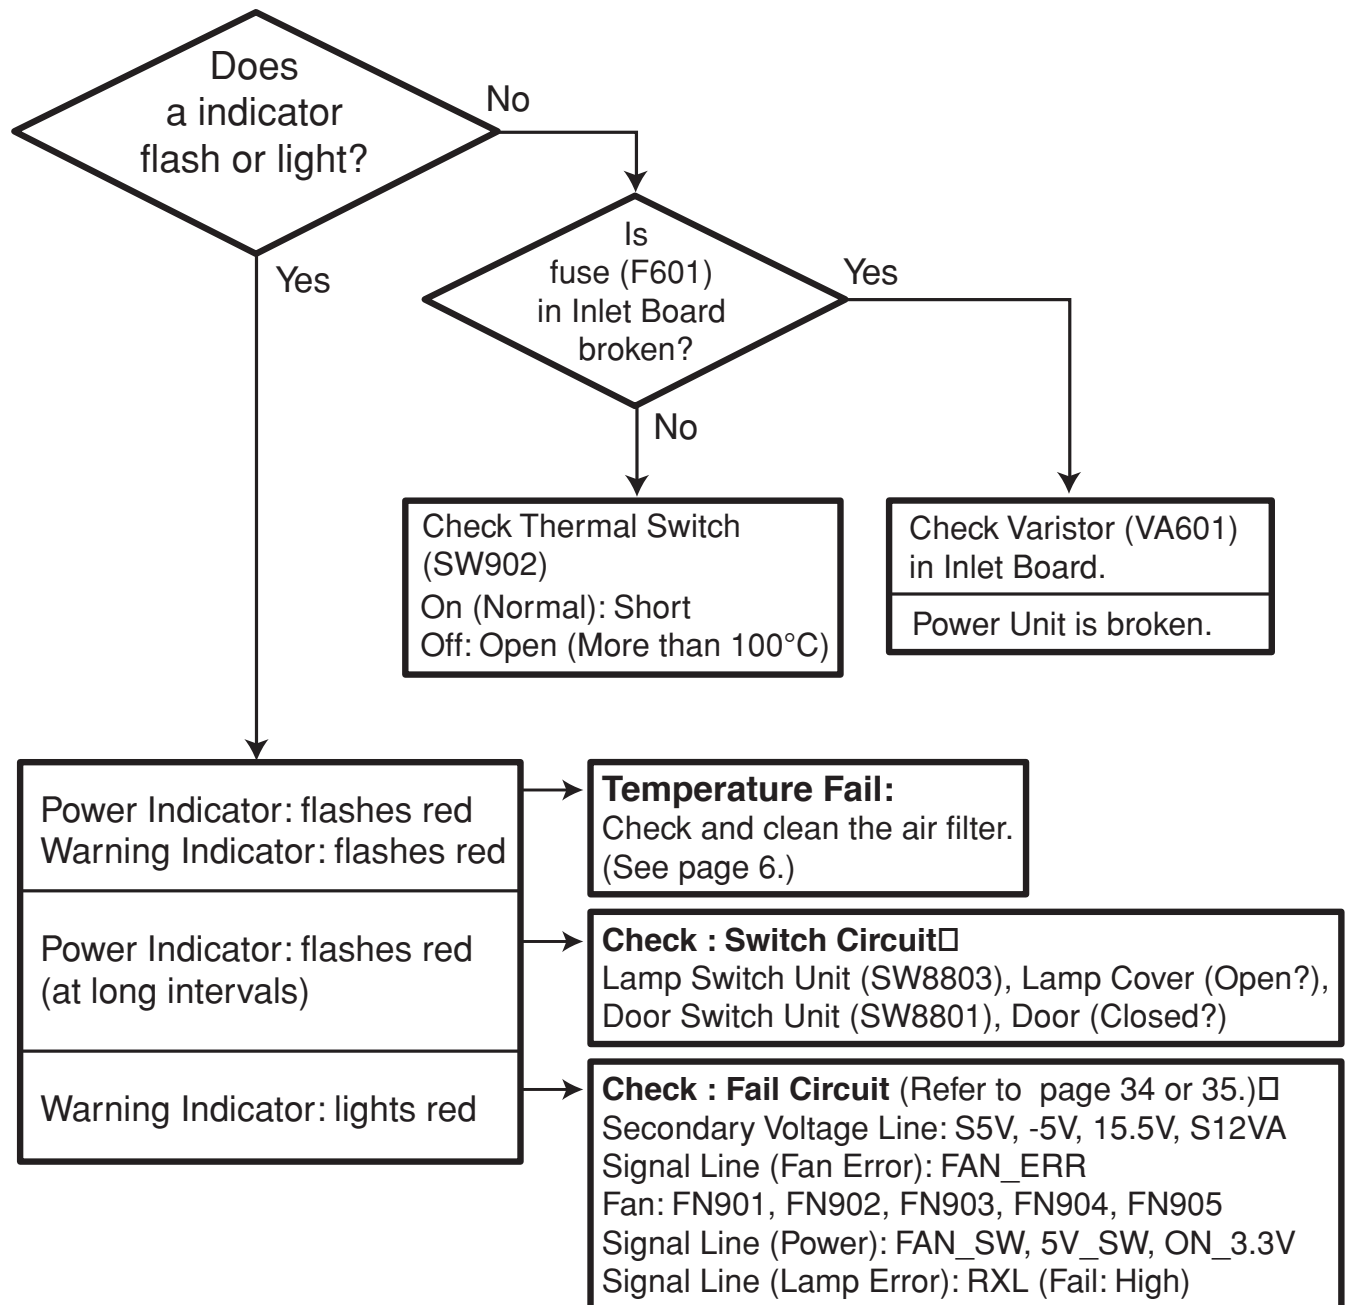 Does
a indicator
flash or light?
No
Yes
Is
fuse (F601)
in Inlet Board
broken?
Yes
No
Check Thermal Switch
(SW902)
On (Normal): Short
Off: Open (More than 100°C)
Check Varistor (VA601)
in Inlet Board.
Power Unit is broken.
Power Indicator: flashes red
Warning Indicator: flashes red
Temperature Fail:
Check and clean the air filter.
(See page 6.)
Power Indicator: flashes red
(at long intervals)
Check : Switch Circuit□
Lamp Switch Unit (SW8803), Lamp Cover (Open?),
Door Switch Unit (SW8801), Door (Closed?)
Warning Indicator: lights red
Check : Fail Circuit (Refer to page 34 or 35.)□
Secondary Voltage Line: S5V, -5V, 15.5V, S12VA
Signal Line (Fan Error): FAN_ERR
Fan: FN901, FN902, FN903, FN904, FN905
Signal Line (Power): FAN_SW, 5V_SW, ON_3.3V
Signal Line (Lamp Error): RXL (Fail: High)